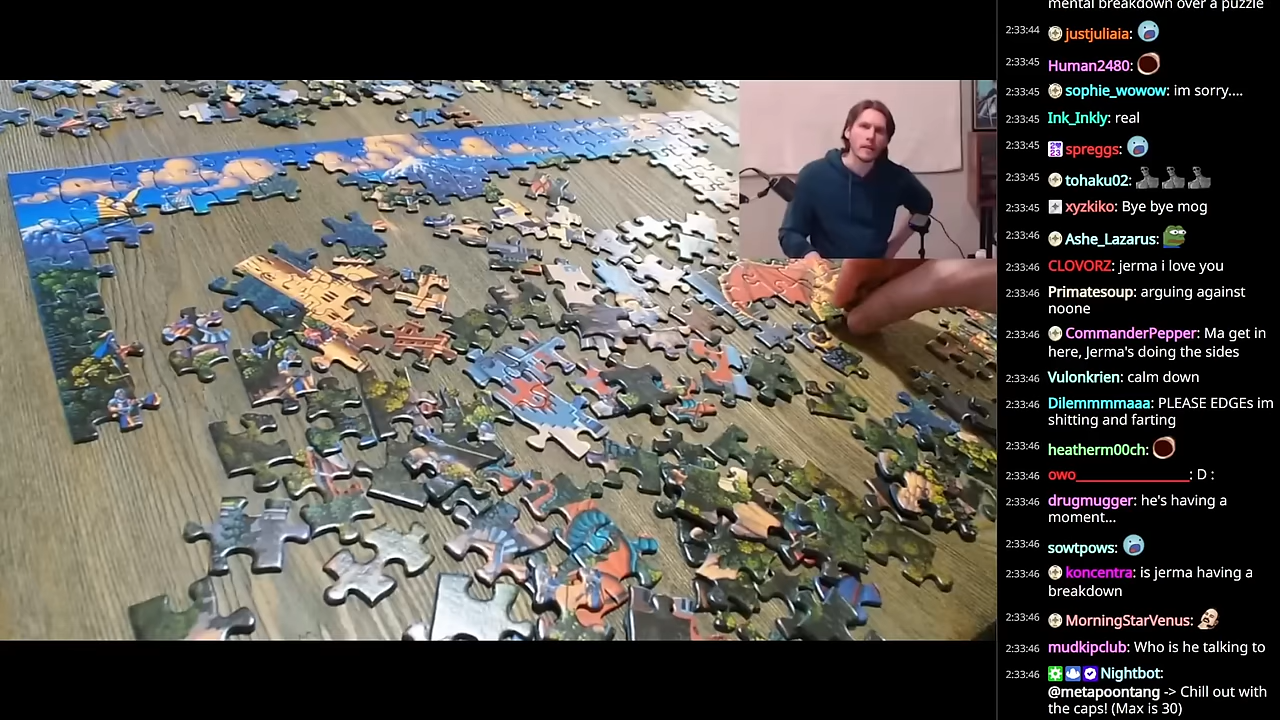 mental breakdown over a puzzle
2:33:44 justjuliaia:
2:33:45 Human2480:
2:33:45 sophie_wowow: im sorry....
2:33:45 Ink_Inkly: real
2:33:45 2023 spreggs:
2:33:45 tohaku02:
2:33:45 xyzkiko: Bye bye mog
2:33:46 Ashe_Lazarus:
2:33:46 CLOVORZ: jerma i love you
2:33:46 Primatesoup: arguing against
noone
2:33:46 CommanderPepper: Ma get in
here, Jerma's doing the sides
2:33:46 Vulonkrien: calm down
2:33:46 Dilemmmmaaa: PLEASE EDGEs im
shitting and farting
2:33:46 heatherm00ch:
2:33:46 owo_________________: D :
2:33:46 drugmugger: he's having a
moment...
2:33:46 sowtpows:
2:33:46 koncentra: is jerma having a
breakdown
2:33:46 MorningStarVenus:
2:33:46 mudkipclub: Who is he talking to
2:33:46 Nightbot:
@metapoontang -> Chill out with
the caps! (Max is 30)